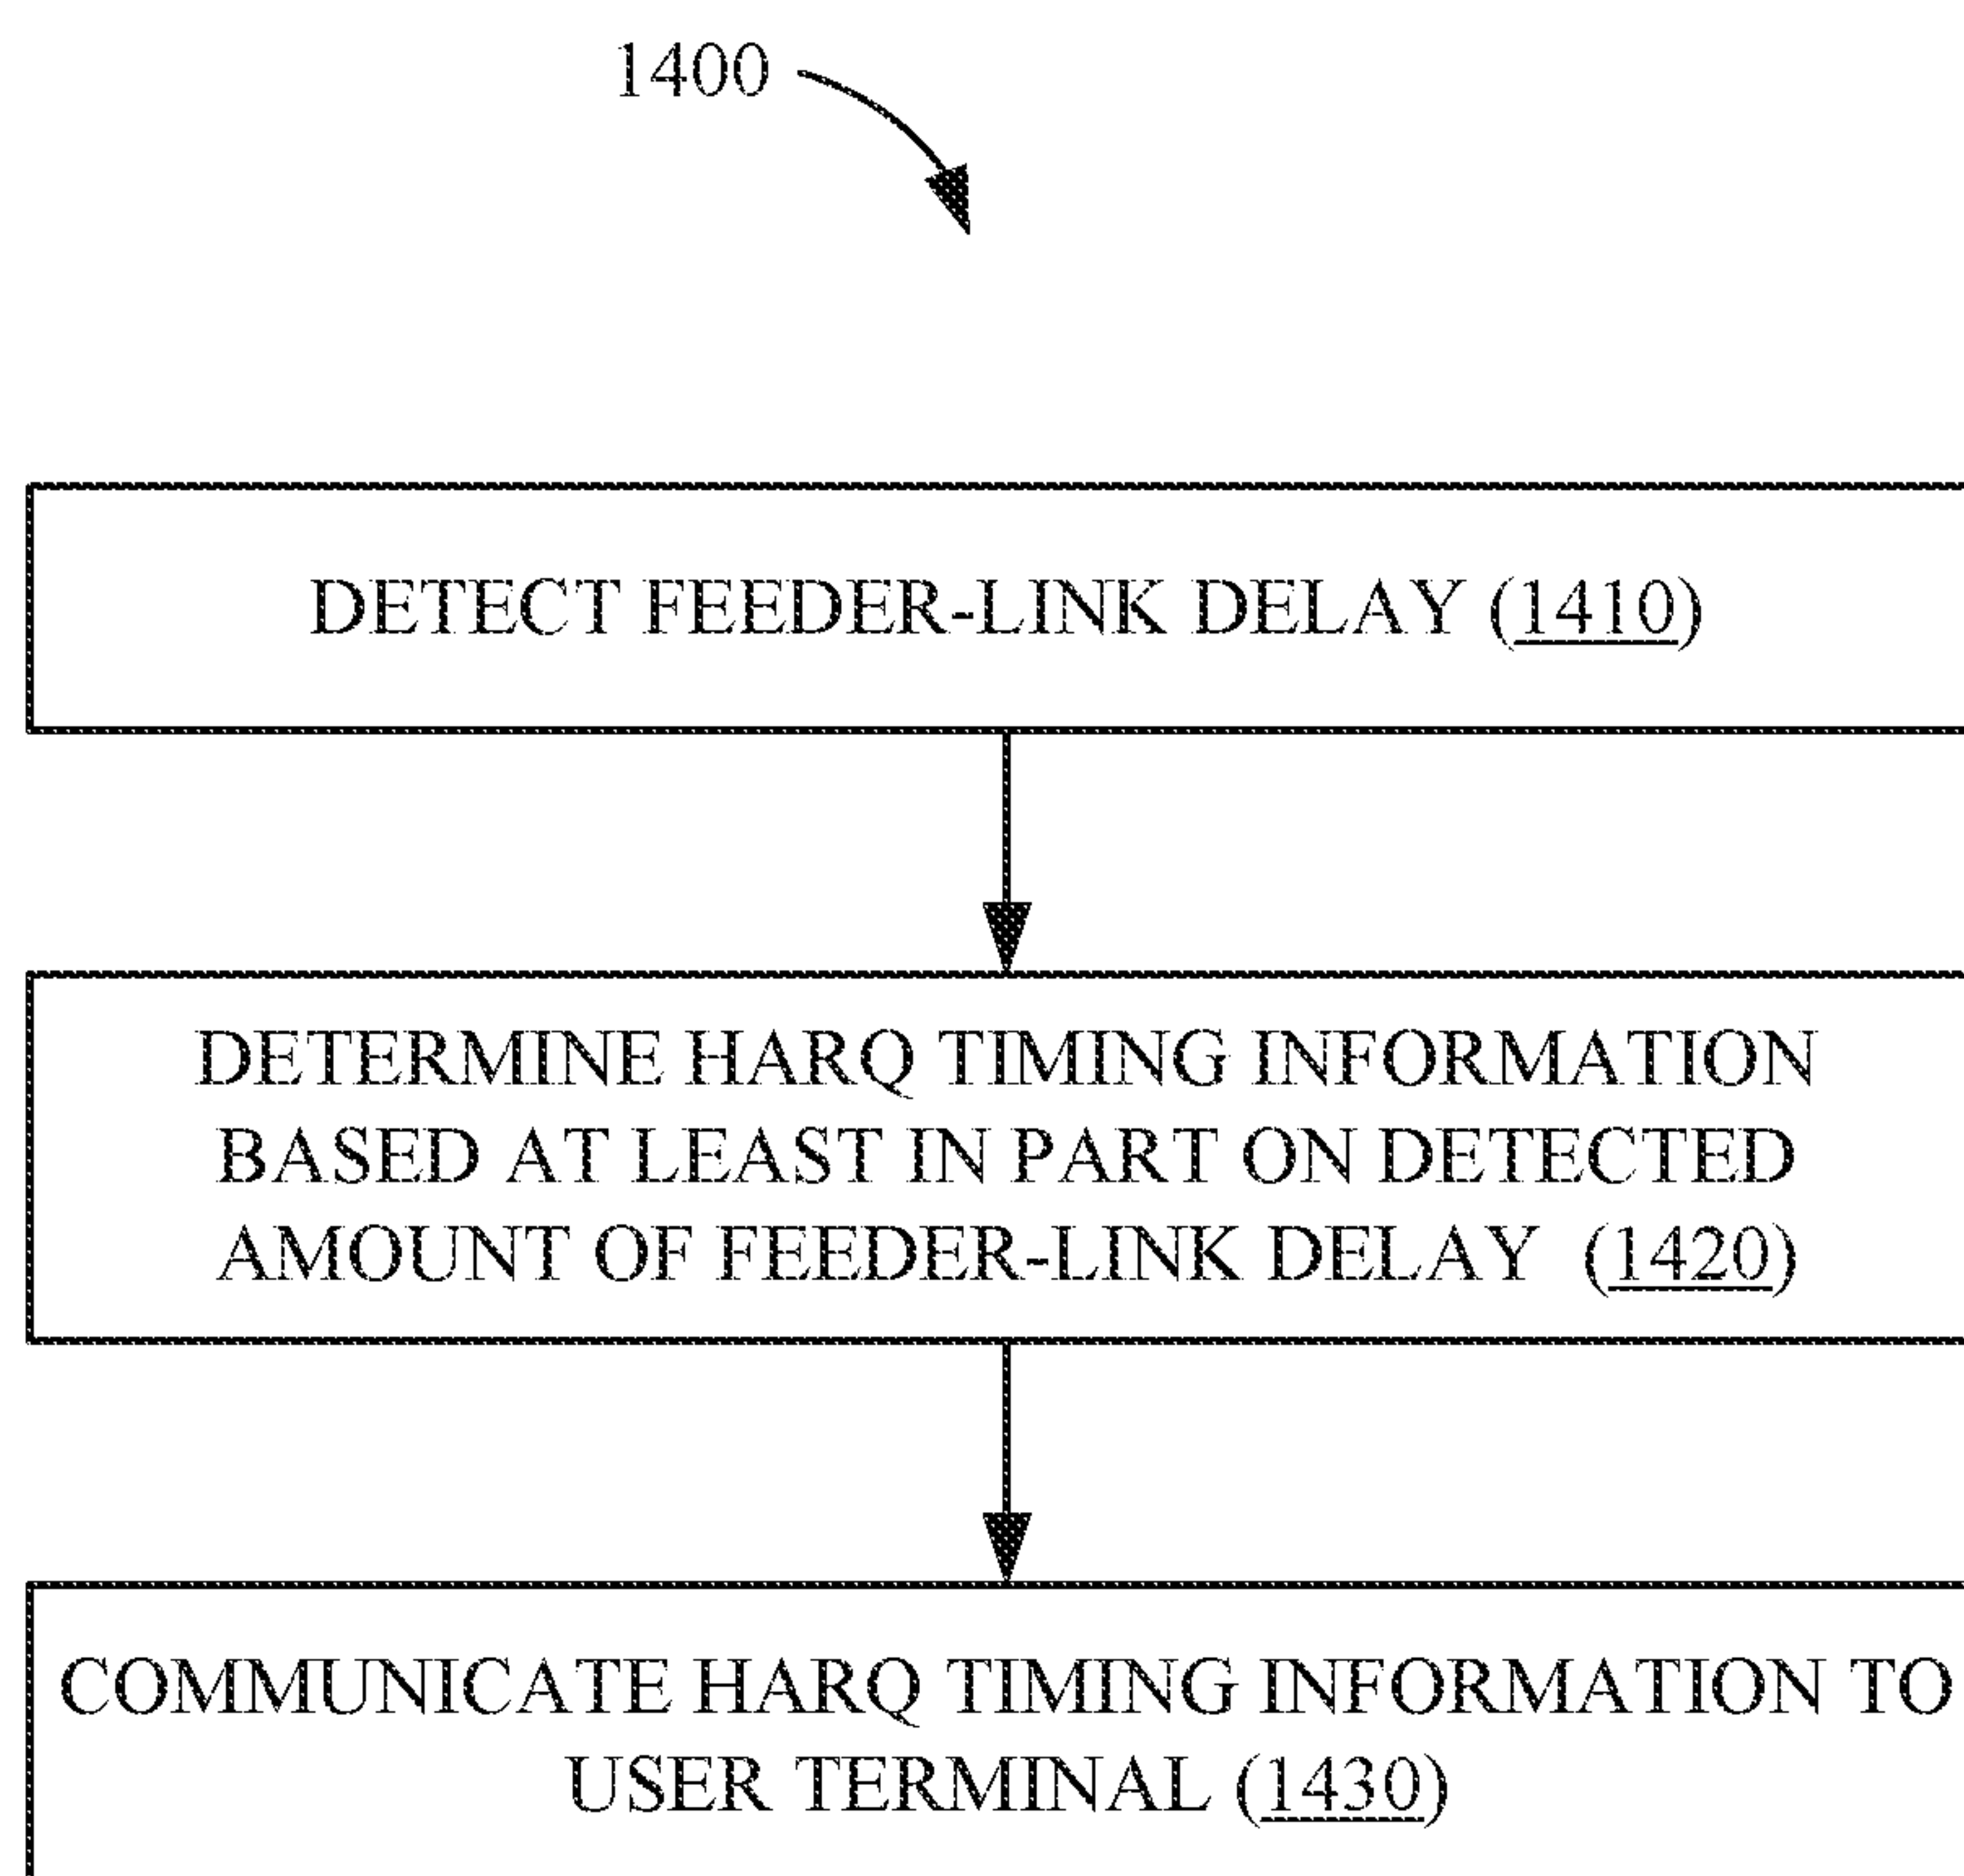 1400
DETECT FEEDER-LINK DELAY (1410)
DETERMINE HARQ TIMING INFORMATION
BASED AT LEAST IN PART ON DETECTED
AMOUNT OF FEEDER-LINK DELAY (1420)
COMMUNICATE HARQ TIMING INFORMATION TO
USER TERMINAL (1430)